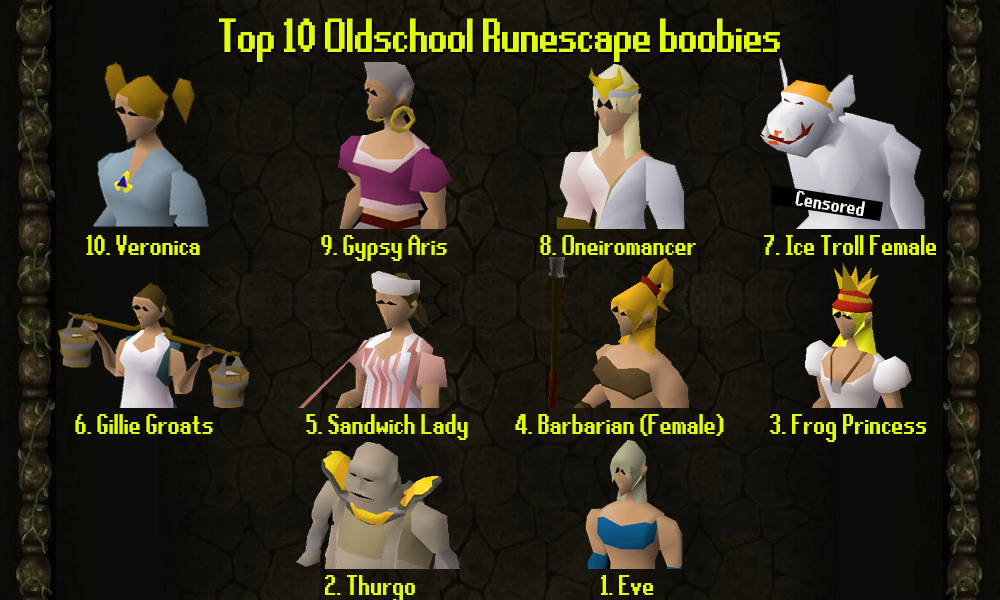 Top 10 Oldschool Runescape boobies
Censored
10. Veronica
9. Gypsy Aris
8. Oneiromancer
7. Ice Troll Female
6. Gillie Groats
5. Sandwich Lady
4. Barbarian (Female)
3. Frog Princess
2. Thurgo
1. Eve